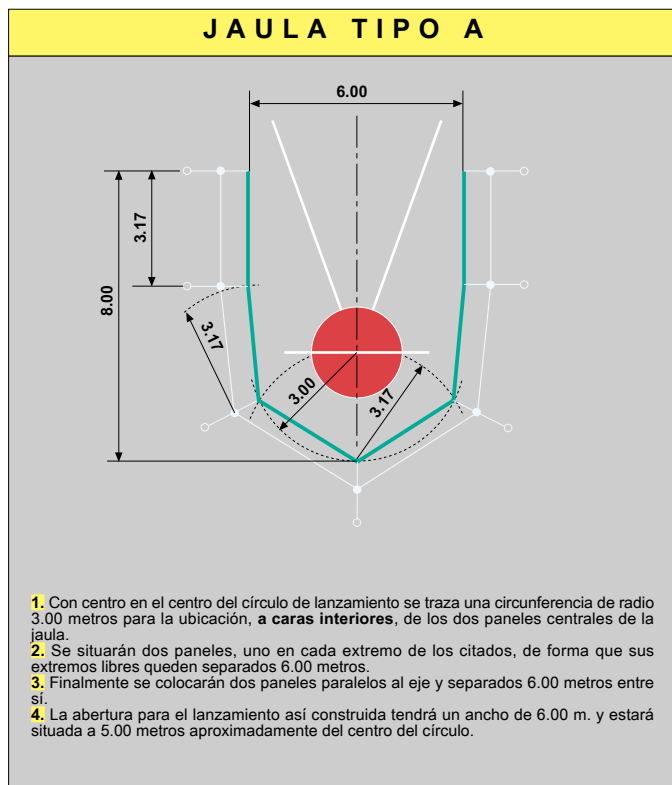 JAULA TIPO A
6.00
3.17
8.00
3.17
3.00
3.17
1. Con centro en el centro del círculo de lanzamiento se traza una circunferencia de radio
3.00 metros para la ubicación, a caras interiores, de los dos paneles centrales de la
jaula.
2. Se situarán dos paneles, uno en cada extremo de los citados, de forma que sus
extremos libres queden separados 6.00 metros.
3. Finalmente se colocarán dos paneles paralelos al eje y separados 6.00 metros entre
sí.
4. La abertura para el lanzamiento así construida tendrá un ancho de 6.00 m. y estará
situada a 5.00 metros aproximadamente del centro del círculo.